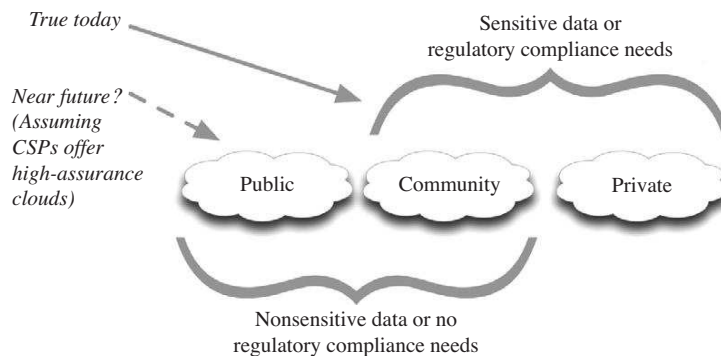 True today
Sensitive data or
regulatory compliance needs
Near future?
(Assuming
CSPs offer
high-assurance
clouds)
Public
Community
Private
Nonsensitive data or no
regulatory compliance needs